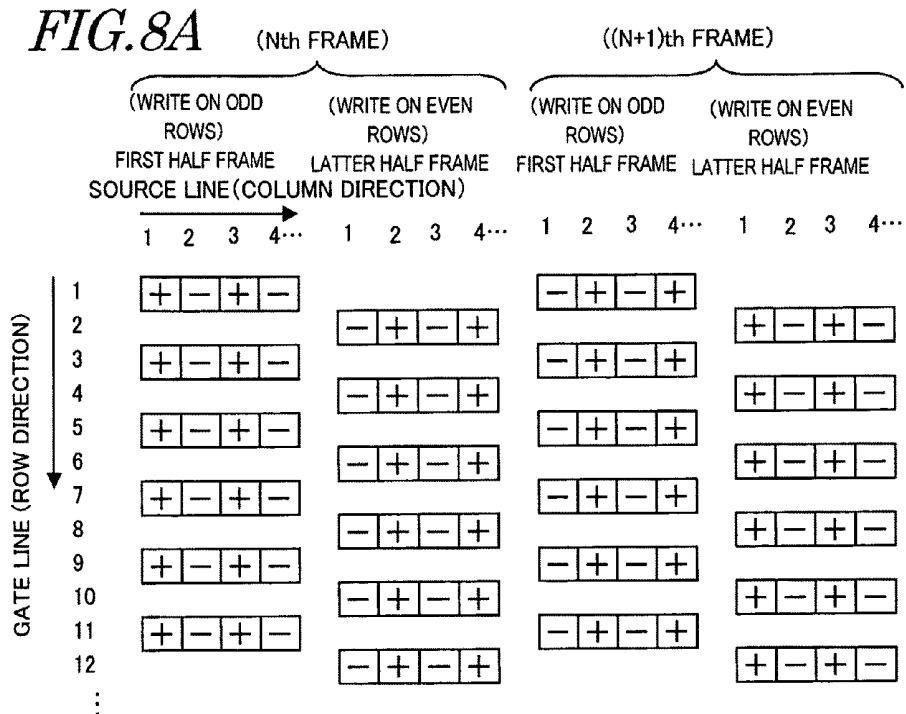 FIG.8A (Nth FRAME) ((N+1)th FRAME)
(WRITE ON ODD ROWS) FIRST HALF FRAME
(WRITE ON EVEN ROWS) LATTER HALF FRAME
(WRITE ON ODD ROWS) FIRST HALF FRAME
(WRITE ON EVEN ROWS) LATTER HALF FRAME
SOURCE LINE(COLUMN DIRECTION)
1 2 3 4⋯ 1 2 3 4⋯ 1 2 3 4⋯ 1 2 3 4⋯
GATE LINE (ROW DIRECTION)
1 + − + − − + − +
2 − + − + + − + −
3 + − + − − + − +
4 − + − + + − + −
5 + − + − − + − +
6 − + − + + − + −
7 + − + − − + − +
8 − + − + + − + −
9 + − + − − + − +
10 − + − + + − + −
11 + − + − − + − +
12 − + − + + − + −
⋮